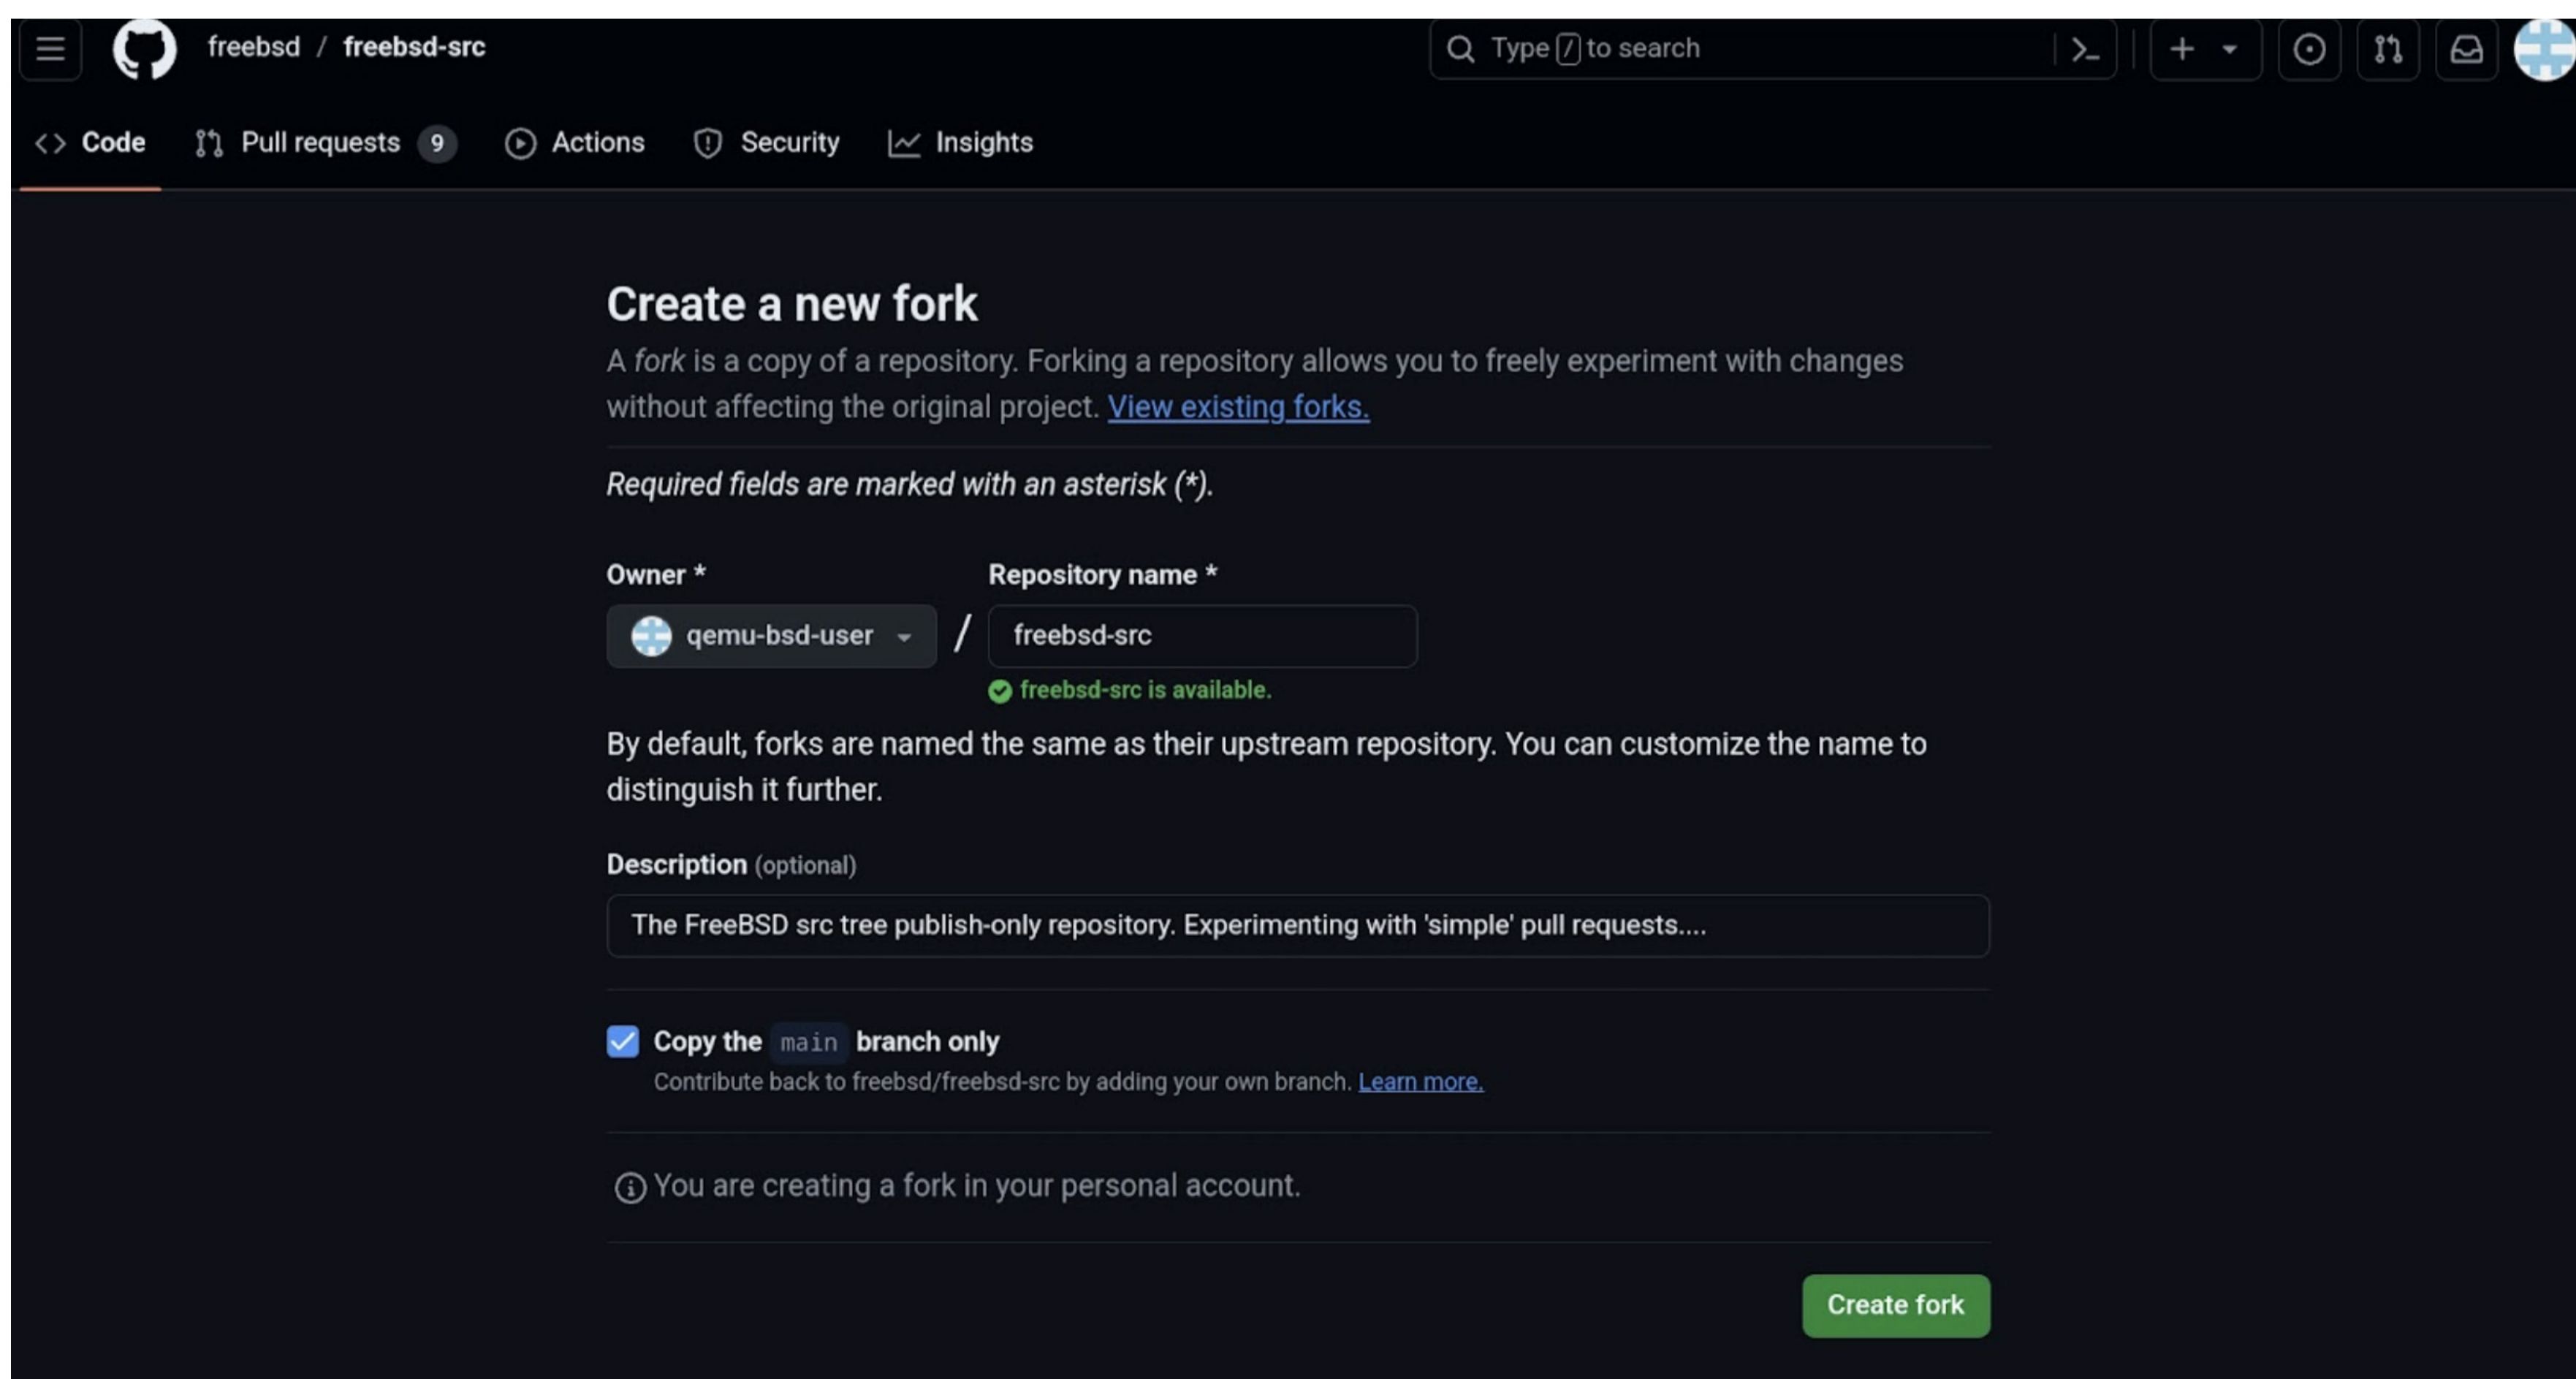 freebsd / freebsd-src
Type / to search
Code
Pull requests 9
Actions
Security
Insights
Create a new fork
A fork is a copy of a repository. Forking a repository allows you to freely experiment with changes
without affecting the original project. View existing forks.
Required fields are marked with an asterisk (*).
Owner *
Repository name *
qemu-bsd-user / freebsd-src
freebsd-src is available.
By default, forks are named the same as their upstream repository. You can customize the name to
distinguish it further.
Description (optional)
The FreeBSD src tree publish-only repository. Experimenting with 'simple' pull requests....
Copy the main branch only
Contribute back to freebsd/freebsd-src by adding your own branch. Learn more.
You are creating a fork in your personal account.
Create fork